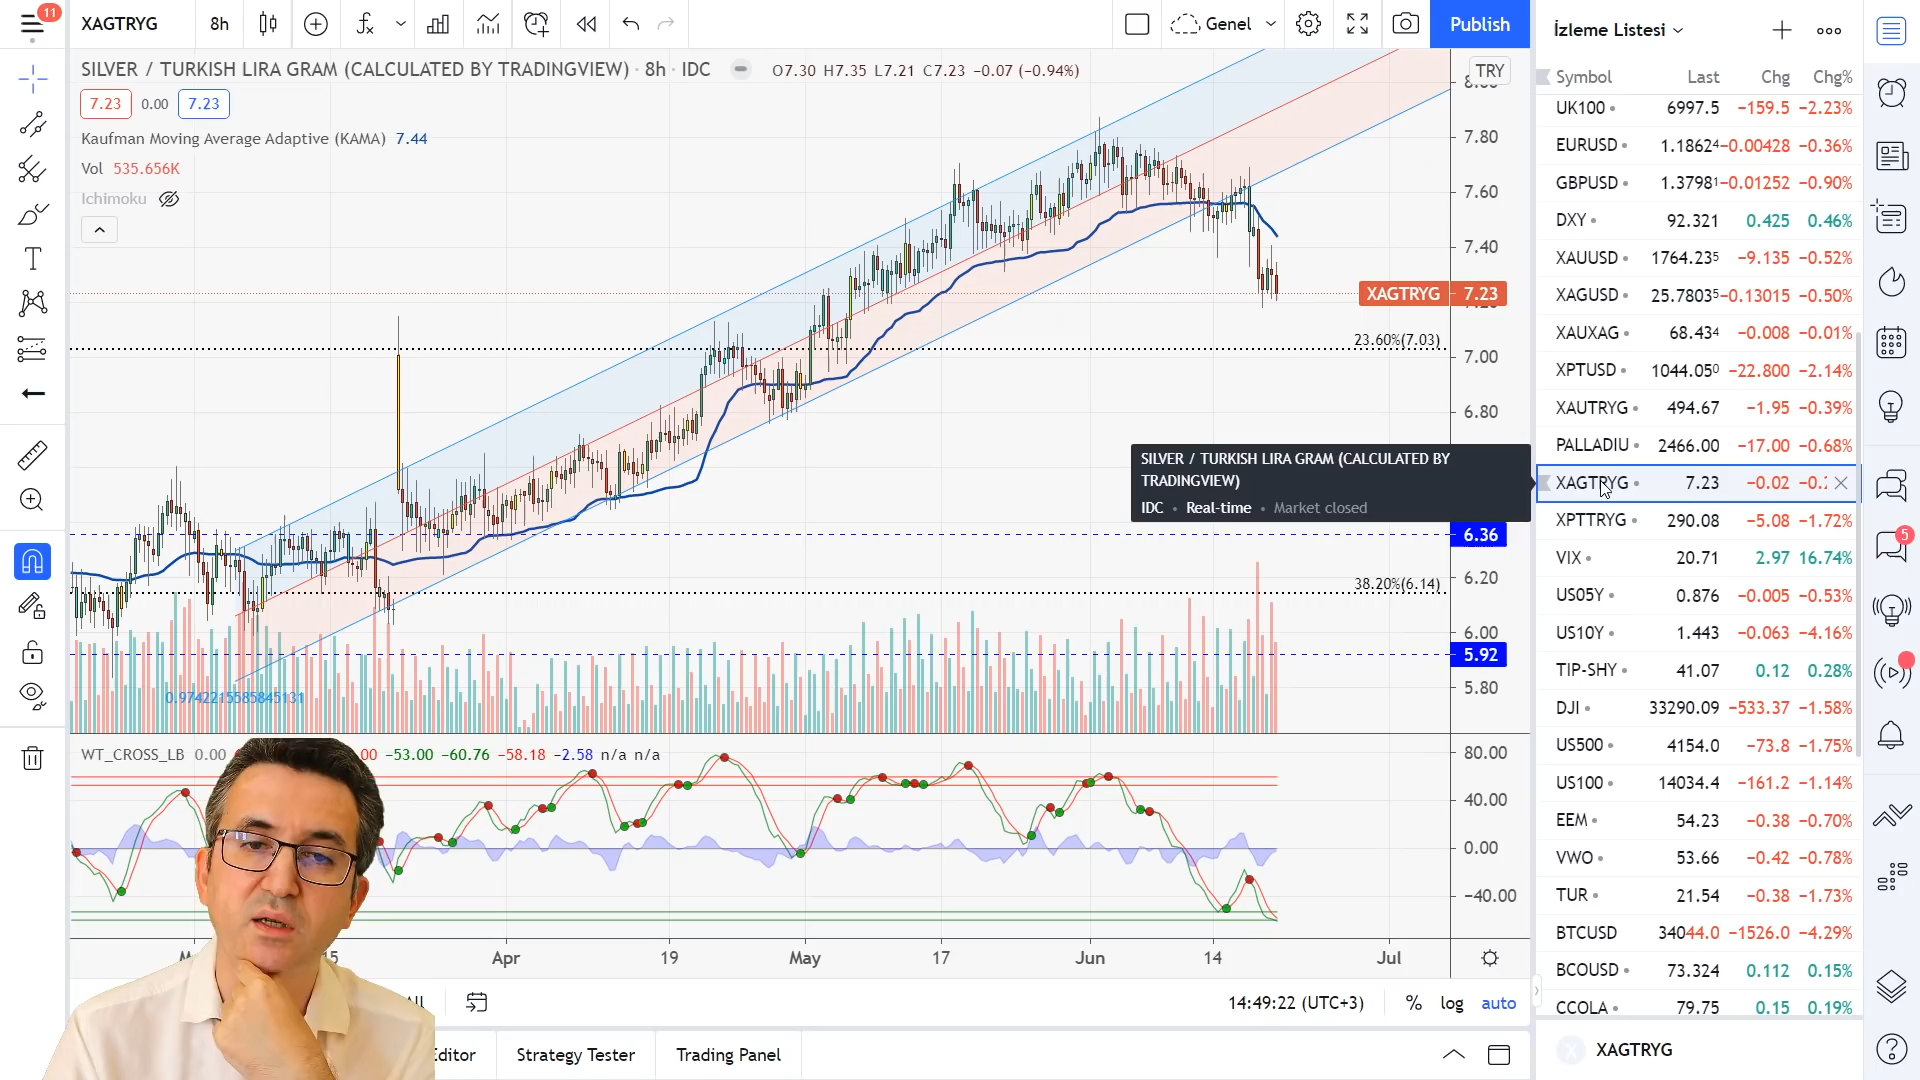 11
XAGTRYG
8h
Genel
Publish
İzleme Listesi
SILVER / TURKISH LIRA GRAM (CALCULATED BY TRADINGVIEW) · 8h · IDC
O7.30 H7.35 L7.21 C7.23 −0.07 (−0.94%)
TRY
7.23 0.00 7.23
Kaufman Moving Average Adaptive (KAMA) 7.44
Vol 535.656K
Ichimoku
7.80
7.60
7.40
XAGTRYG 7.23
23.60%(7.03)
7.00
6.80
6.36
38.20%(6.14)
6.20
6.00
5.92
5.80
0.9742215585845131
SILVER / TURKISH LIRA GRAM (CALCULATED BY
TRADINGVIEW)
IDC • Real-time • Market closed
WT_CROSS_LB 0.00
−53.00 −60.76 −58.18 −2.58 n/a n/a
80.00
40.00
0.00
−40.00
Apr 19 May 17 Jun 14 Jul
14:49:22 (UTC+3) % log auto
Strategy Tester Trading Panel
Symbol Last Chg Chg%
UK100 6997.5 −159.5 −2.23%
EURUSD 1.18624 −0.00428 −0.36%
GBPUSD 1.37981 −0.01252 −0.90%
DXY 92.321 0.425 0.46%
XAUUSD 1764.235 −9.135 −0.52%
XAGUSD 25.78035 −0.13015 −0.50%
XAUXAG 68.434 −0.008 −0.01%
XPTUSD 1044.050 −22.800 −2.14%
XAUTRYG 494.67 −1.95 −0.39%
PALLADIU 2466.00 −17.00 −0.68%
XAGTRYG 7.23 −0.02
XPTTRYG 290.08 −5.08 −1.72%
VIX 20.71 2.97 16.74%
US05Y 0.876 −0.005 −0.53%
US10Y 1.443 −0.063 −4.16%
TIP-SHY 41.07 0.12 0.28%
DJI 33290.09 −533.37 −1.58%
US500 4154.0 −73.8 −1.75%
US100 14034.4 −161.2 −1.14%
EEM 54.23 −0.38 −0.70%
VWO 53.66 −0.42 −0.78%
TUR 21.54 −0.38 −1.73%
BTCUSD 34044.0 −1526.0 −4.29%
BCOUSD 73.324 0.112 0.15%
CCOLA 79.75 0.15 0.19%
XAGTRYG
5